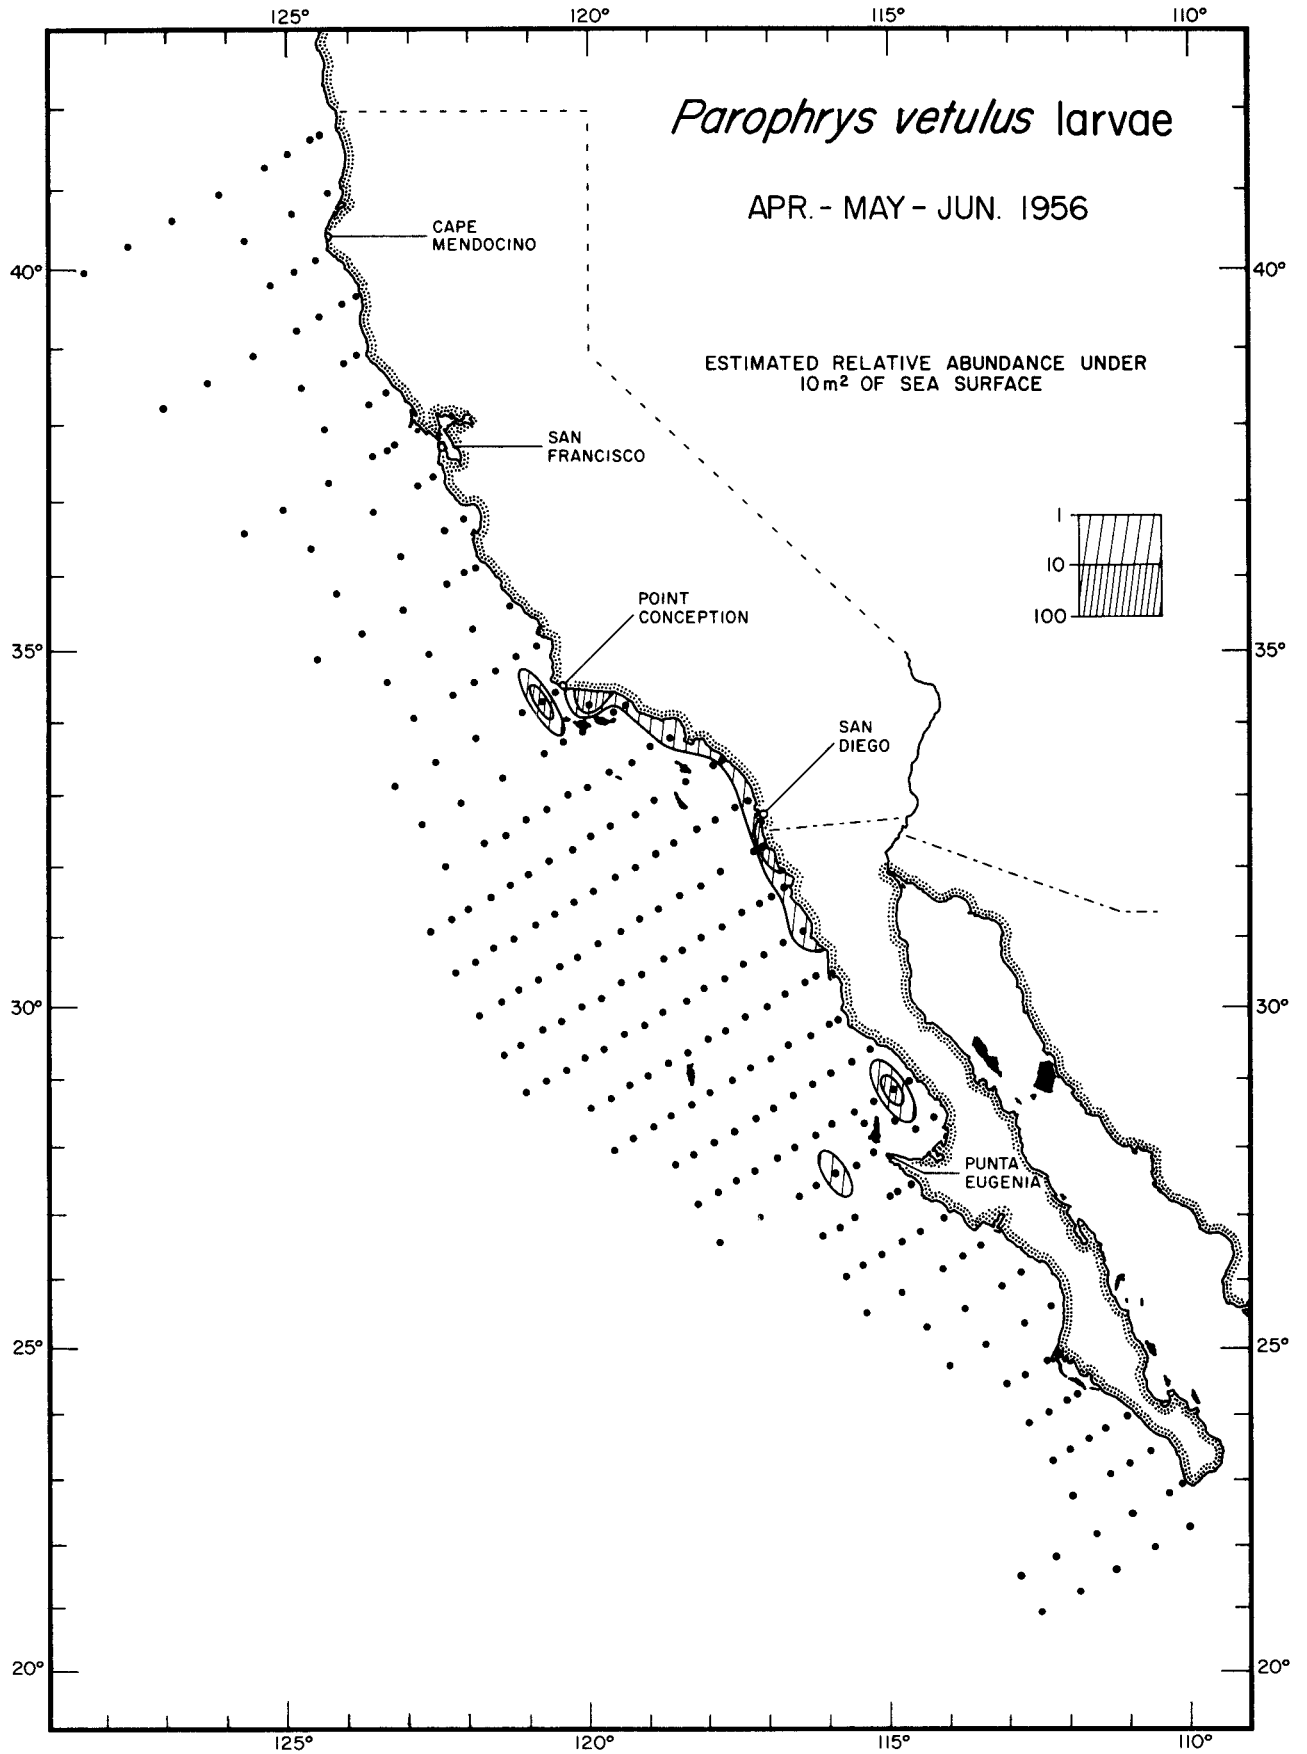 125°
120°
115°
110°
Parophrys vetulus larvae
APR. - MAY - JUN. 1956
CAPE
MENDOCINO
40°
40°
ESTIMATED RELATIVE ABUNDANCE UNDER
10 m² OF SEA SURFACE
SAN
FRANCISCO
1
10
100
POINT
CONCEPTION
35°
35°
SAN
DIEGO
30°
30°
PUNTA
EUGENIA
25°
25°
20°
20°
125°
120°
115°
110°